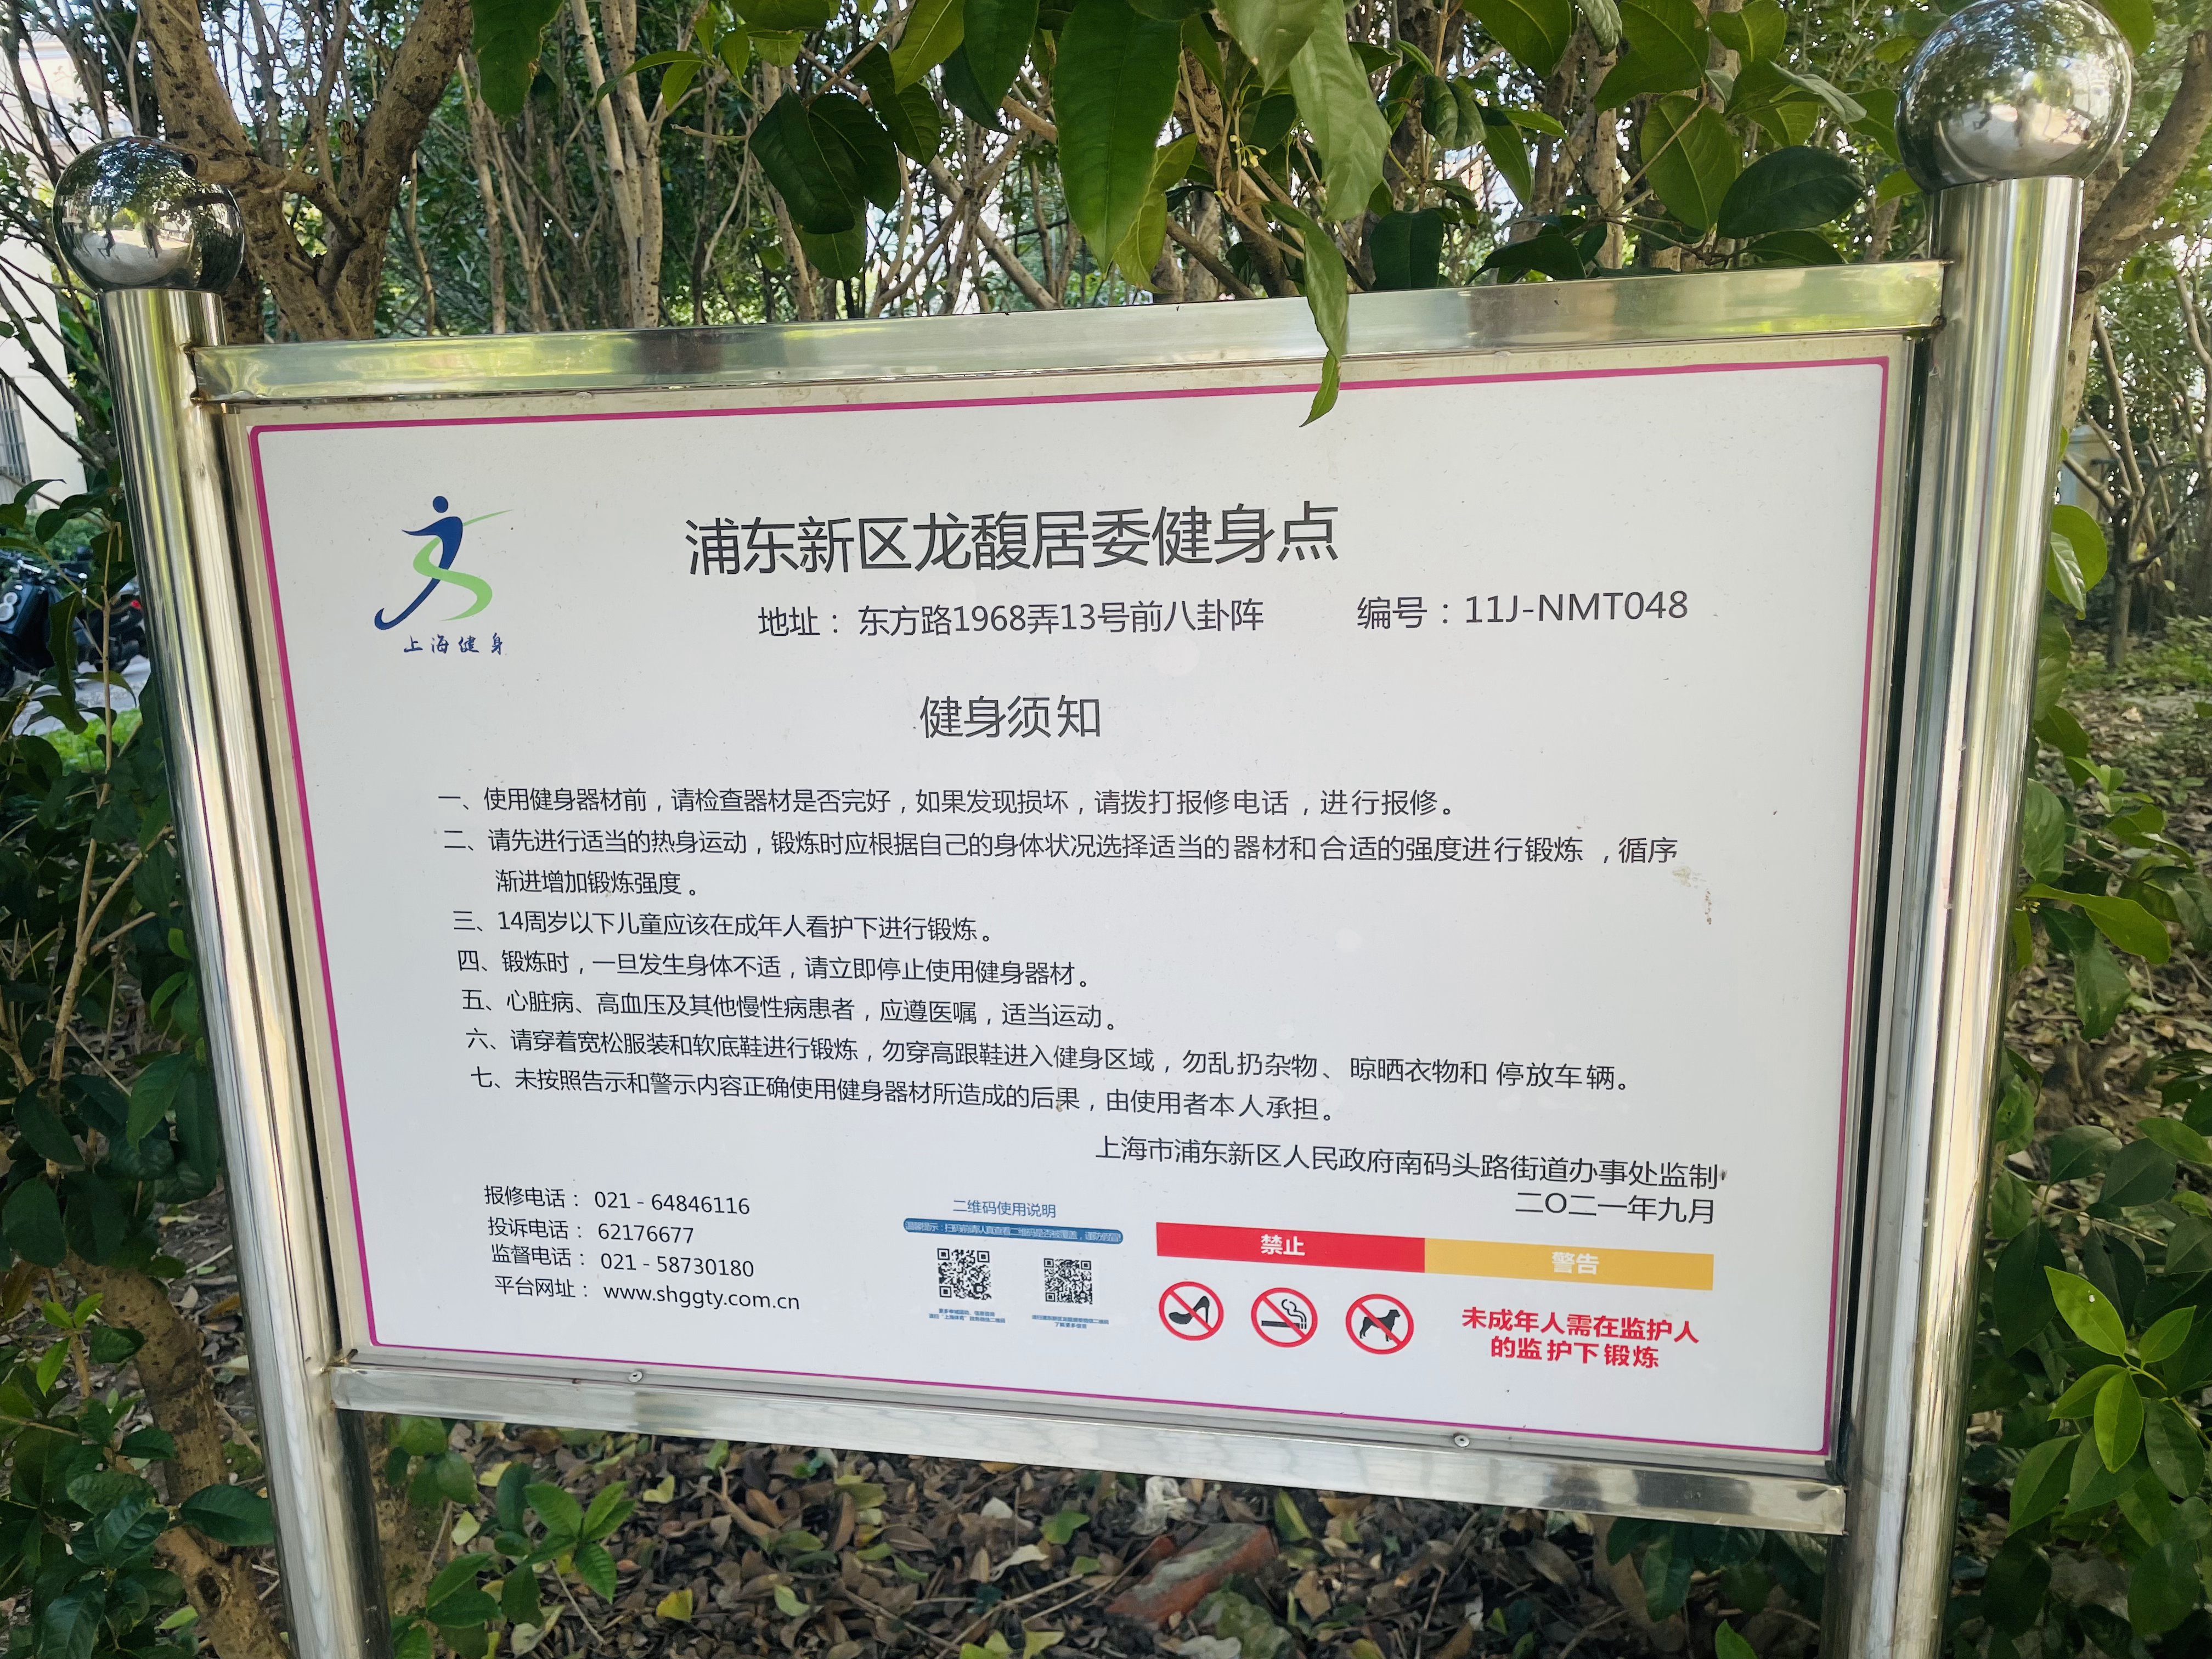 上海健身
浦东新区龙馥居委健身点
地址：东方路1968弄13号前八卦阵 编号：11J-NMT048
健身须知
一、使用健身器材前，请检查器材是否完好，如果发现损坏，请拨打报修电话，进行报修。
二、请先进行适当的热身运动，锻炼时应根据自己的身体状况选择适当的器材和合适的强度进行锻炼，循序
渐进增加锻炼强度。
三、14周岁以下儿童应该在成年人看护下进行锻炼。
四、锻炼时，一旦发生身体不适，请立即停止使用健身器材。
五、心脏病、高血压及其他慢性病患者，应遵医嘱，适当运动。
六、请穿着宽松服装和软底鞋进行锻炼，勿穿高跟鞋进入健身区域，勿乱扔杂物、晾晒衣物和停放车辆。
七、未按照告示和警示内容正确使用健身器材所造成的后果，由使用者本人承担。
上海市浦东新区人民政府南码头路街道办事处监制
二〇二一年九月
报修电话：021-64846116
投诉电话：62176677
监督电话：021-58730180
平台网址：www.shggty.com.cn
二维码使用说明
禁止
警告
未成年人需在监护人
的监护下锻炼